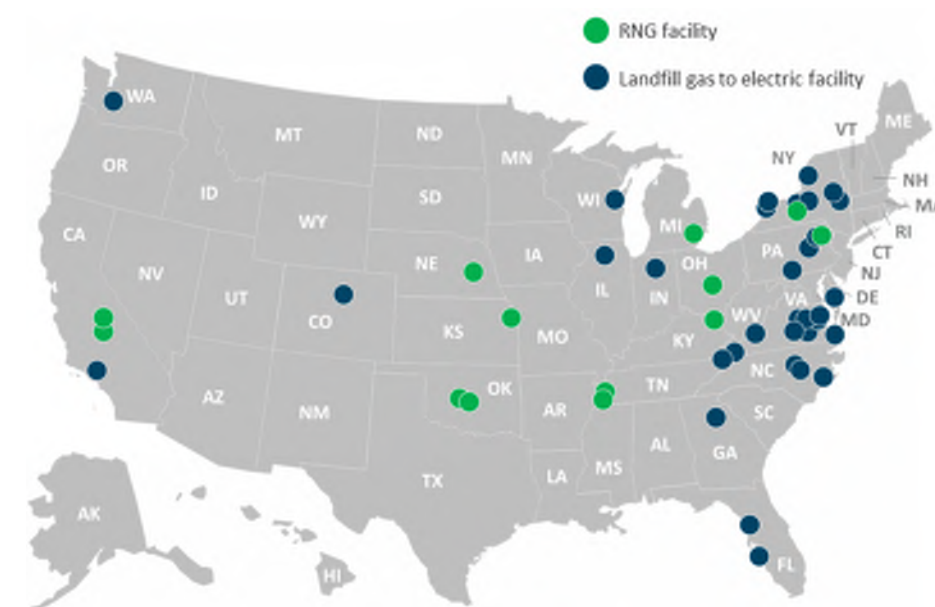 RNG facility
Landfill gas to electric facility
WA
MT
ND
MN
VT
ME
OR
ID
SD
WI
NY
NH
WY
MI
RI
CA
NV
NE
IA
PA
CT
OH
NJ
UT
CO
IL
IN
VA
DE
KS
MO
WV
MD
KY
AZ
NM
OK
AR
TN
NC
SC
TX
LA
MS
AL
GA
AK
HI
FL